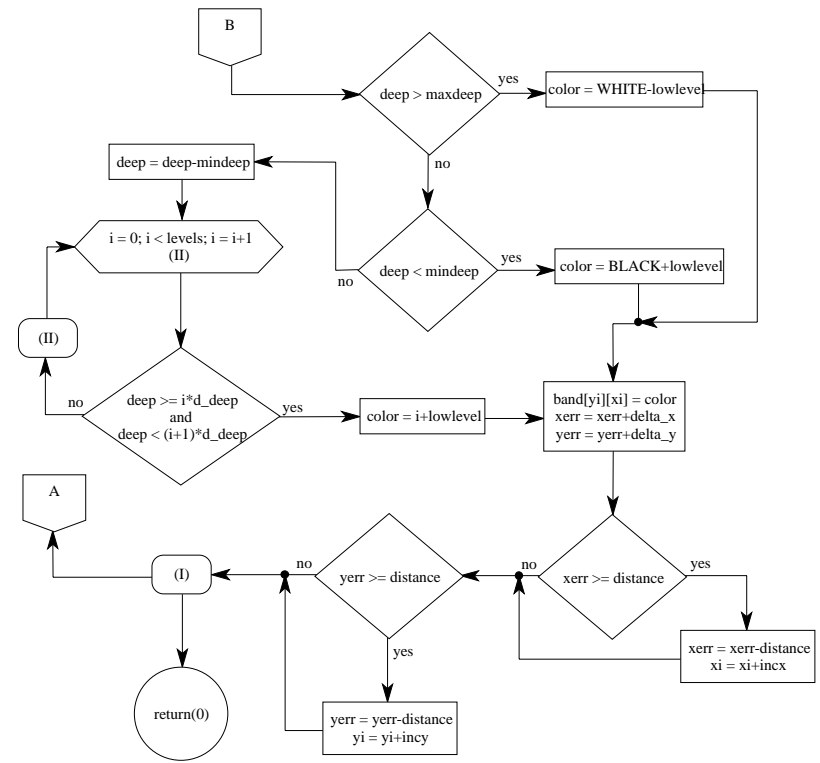 B
deep > maxdeep
yes
color = WHITE-lowlevel
no
deep = deep-mindeep
i = 0; i < levels; i = i+1
(II)
deep < mindeep
yes
no
color = BLACK+lowlevel
(II)
no
deep >= i*d_deep
and
deep < (i+1)*d_deep
yes
color = i+lowlevel
band[yi][xi] = color
xerr = xerr+delta_x
yerr = yerr+delta_y
A
(I)
no
yerr >= distance
no
xerr >= distance
yes
yes
xerr = xerr-distance
xi = xi+incx
return(0)
yerr = yerr-distance
yi = yi+incy